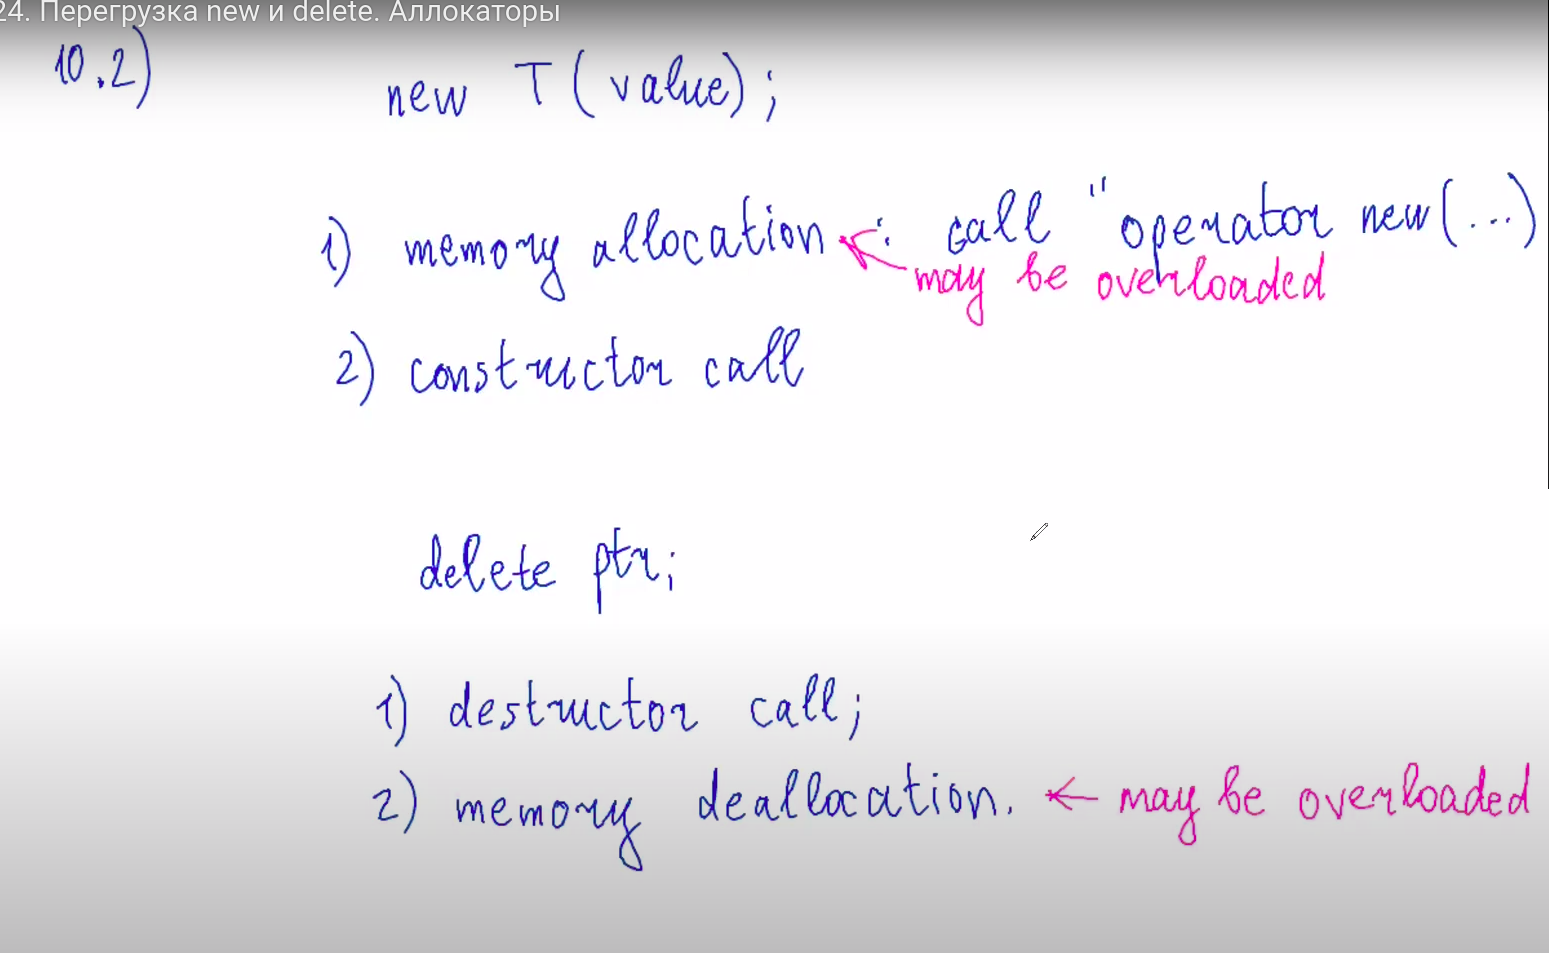 24. Перегрузка new и delete. Аллокаторы
10.2)
new T(value);
1) memory allocation : call "operator new(...)
may be overloaded
2) constructor call
delete ptr;
1) destructor call;
2) memory deallocation. ← may be overloaded